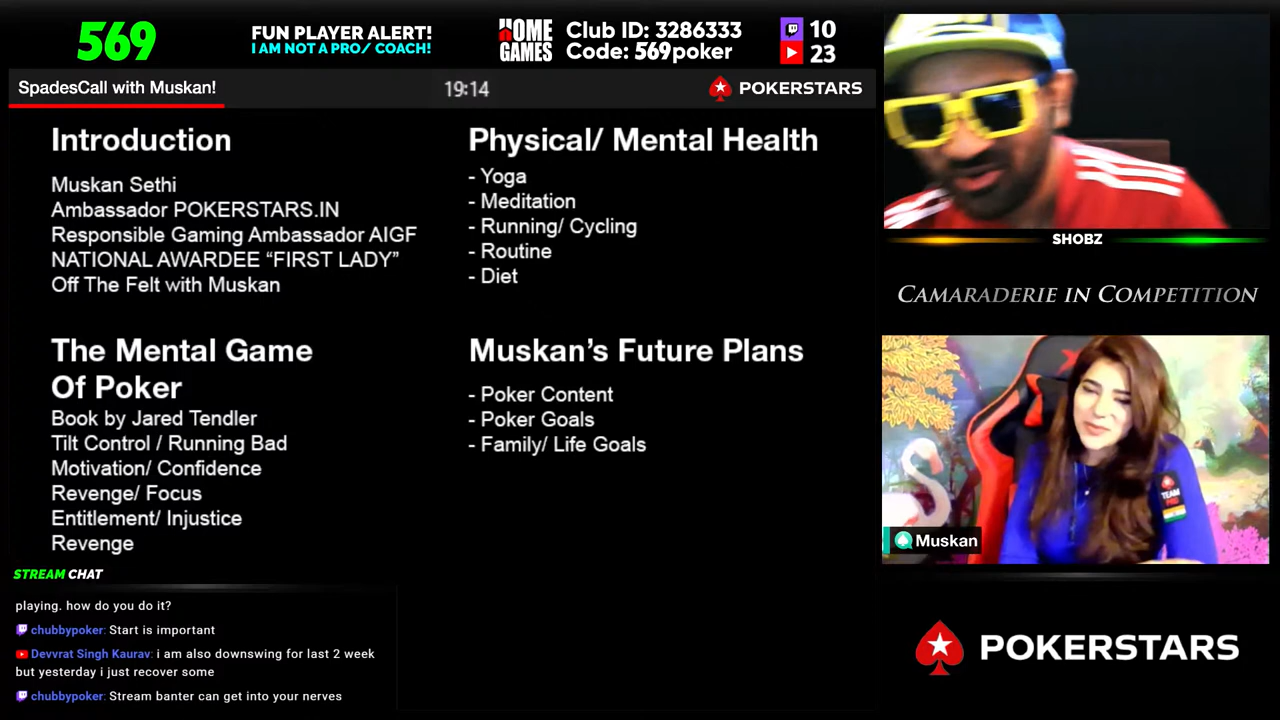 569
FUN PLAYER ALERT!
I AM NOT A PRO/ COACH!
HOME
GAMES
Club ID: 3286333
Code: 569poker
10
23
SpadesCall with Muskan!
19:14
POKERSTARS
Introduction
Muskan Sethi
Ambassador POKERSTARS.IN
Responsible Gaming Ambassador AIGF
NATIONAL AWARDEE “FIRST LADY”
Off The Felt with Muskan
Physical/ Mental Health
- Yoga
- Meditation
- Running/ Cycling
- Routine
- Diet
The Mental Game
Of Poker
Book by Jared Tendler
Tilt Control / Running Bad
Motivation/ Confidence
Revenge/ Focus
Entitlement/ Injustice
Revenge
Muskan’s Future Plans
- Poker Content
- Poker Goals
- Family/ Life Goals
STREAM CHAT
playing. how do you do it?
chubbypoker: Start is important
Devvrat Singh Kaurav: i am also downswing for last 2 week
but yesterday i just recover some
chubbypoker: Stream banter can get into your nerves
SHOBZ
CAMARADERIE IN COMPETITION
TEAM
PRO
Muskan
POKERSTARS